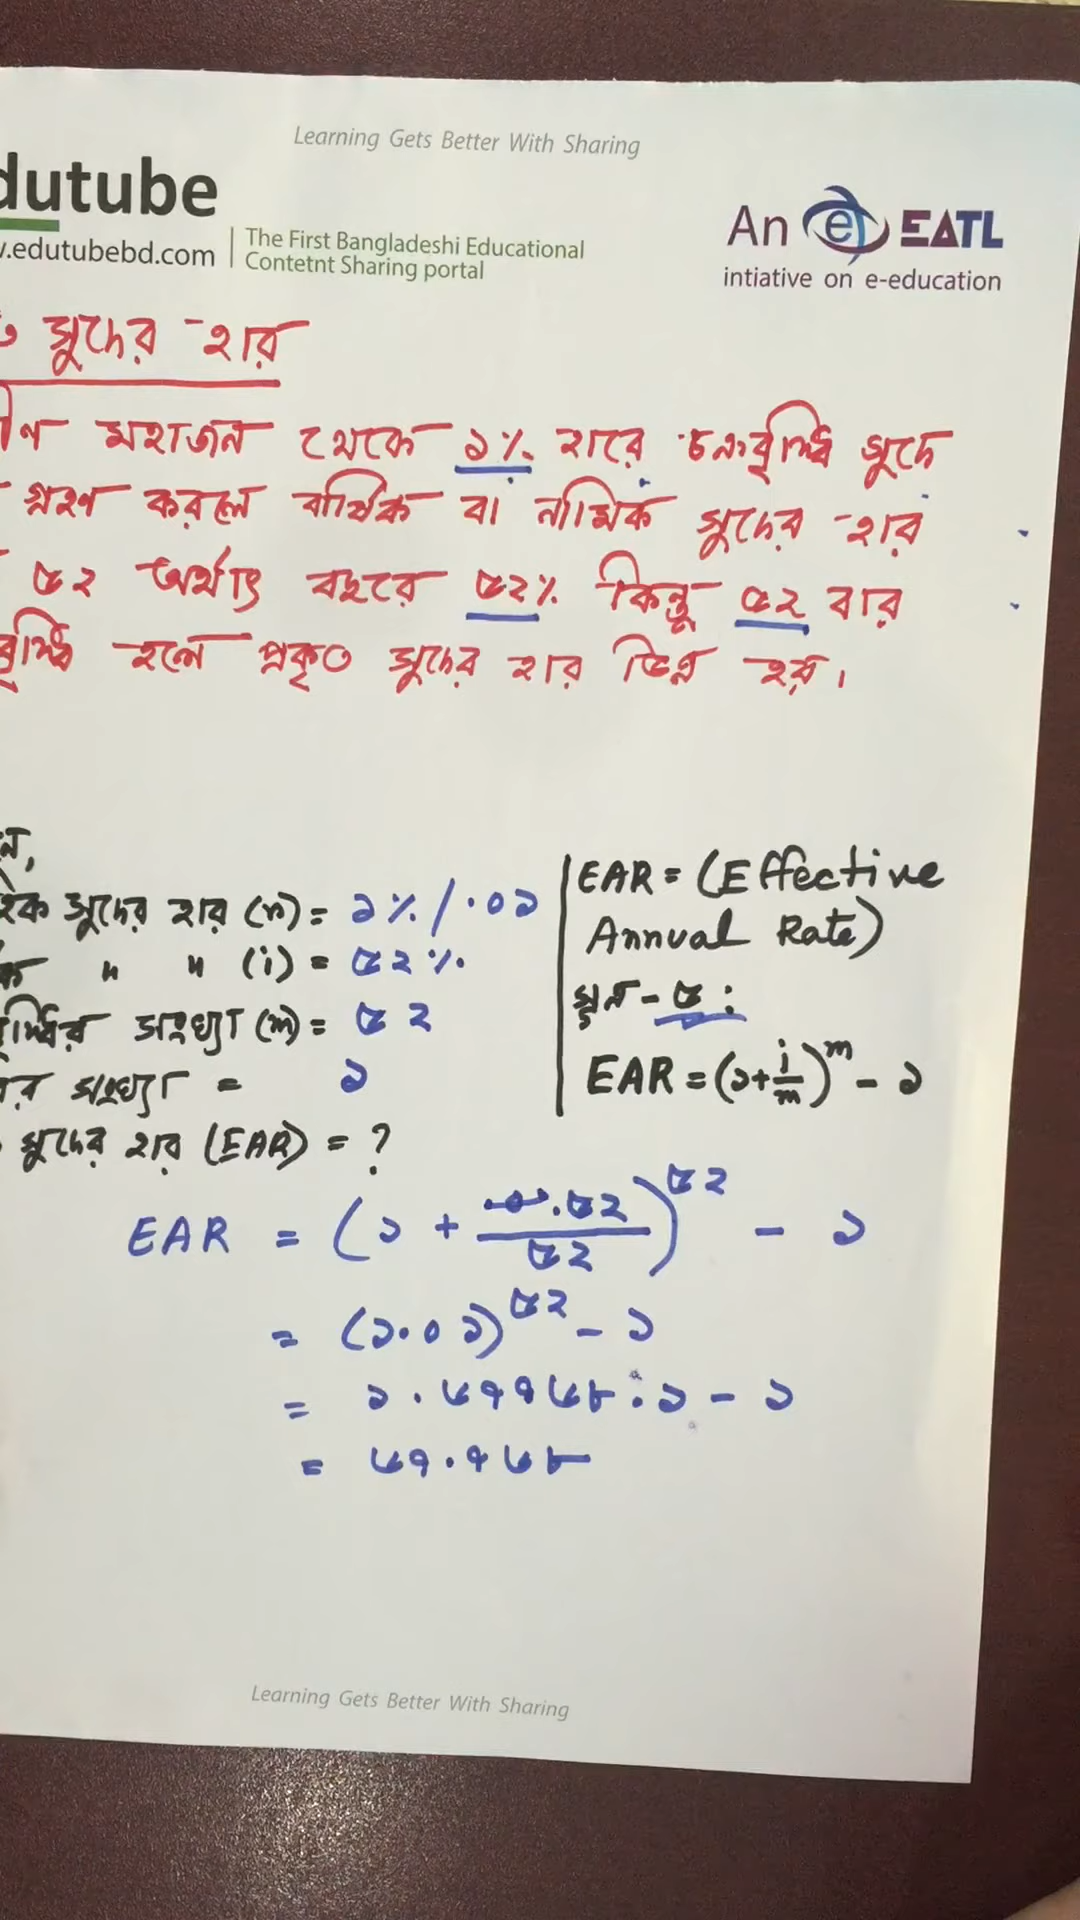 Learning Gets Better With Sharing
dutube
.edutubebd.com
The First Bangladeshi Educational
Contetnt Sharing portal
An EATL
intiative on e-education
সুদের হার
মহাজন থেকে ১% হারে চক্রবৃদ্ধি সুদে
গ্রহণ করলে বার্ষিক বা নামিক সুদের হার
৫২ অর্থাৎ বছরে ৫২% কিন্তু ৫২ বার
বৃদ্ধি হলে প্রকৃত সুদের হার ভিন্ন হয়।
সুদের হার (r) = ১% / .০১
" " (i) = ৫২%
বৃদ্ধির সংখ্যা (m) = ৫২
সংখ্যা = ১
সুদের হার (EAR) = ?
EAR = (Effective
Annual Rate)
সূত্র - ৫ :
EAR = (১ + i/m)^m - ১
EAR = (১ + .৫২/৫২)^৫২ - ১
= (১.০১)^৫২ - ১
= ১.৬৭৭৬৮ - ১
= ৬৭.৭৬৮
Learning Gets Better With Sharing